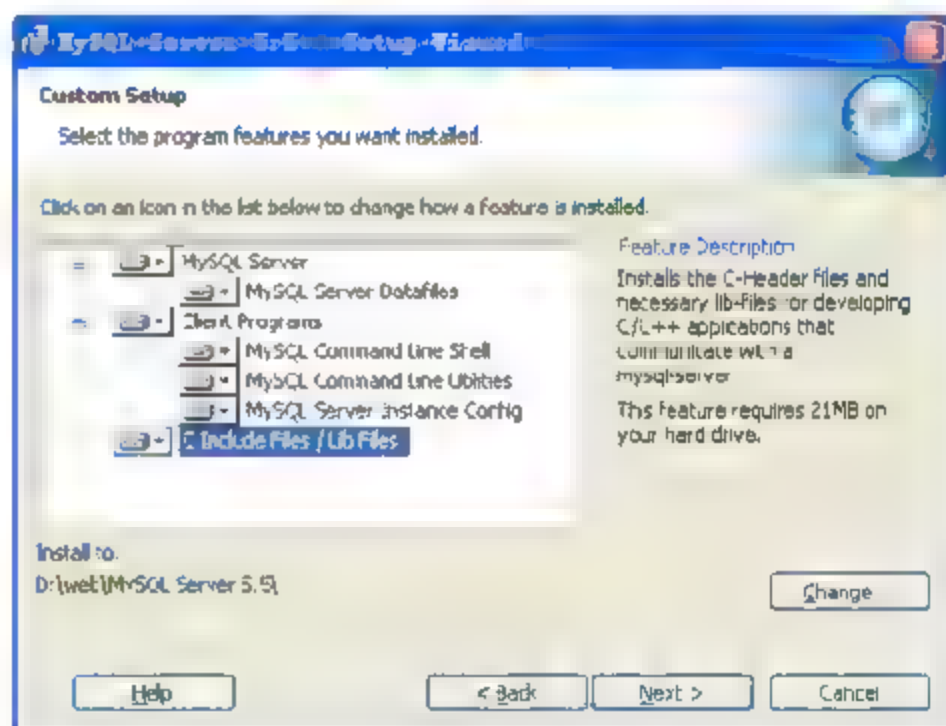 MySQL Server Setup Wizard
Custom Setup
Select the program features you want installed.
Click on an icon in the list below to change how a feature is installed.
MySQL Server
MySQL Server Datafiles
Client Programs
MySQL Command Line Shell
MySQL Command Line Utilities
MySQL Server Instance Config
C Include Files / Lib Files
Feature Description
Installs the C-Header files and
necessary lib-files for developing
C/C++ applications that
communicate with a
mysql-server
This feature requires 21MB on
your hard drive.
Install to:
D:\web\MySQL Server 5.5\
Change
Help
< Back
Next >
Cancel